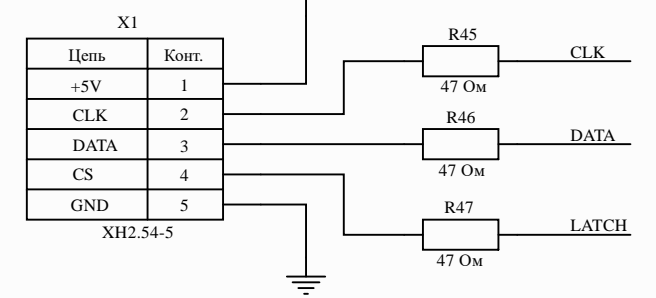 X1
Цепь Конт.
+5V 1
CLK 2
DATA 3
CS 4
GND 5
XH2.54-5
R45
47 Ом
CLK
R46
47 Ом
DATA
R47
47 Ом
LATCH